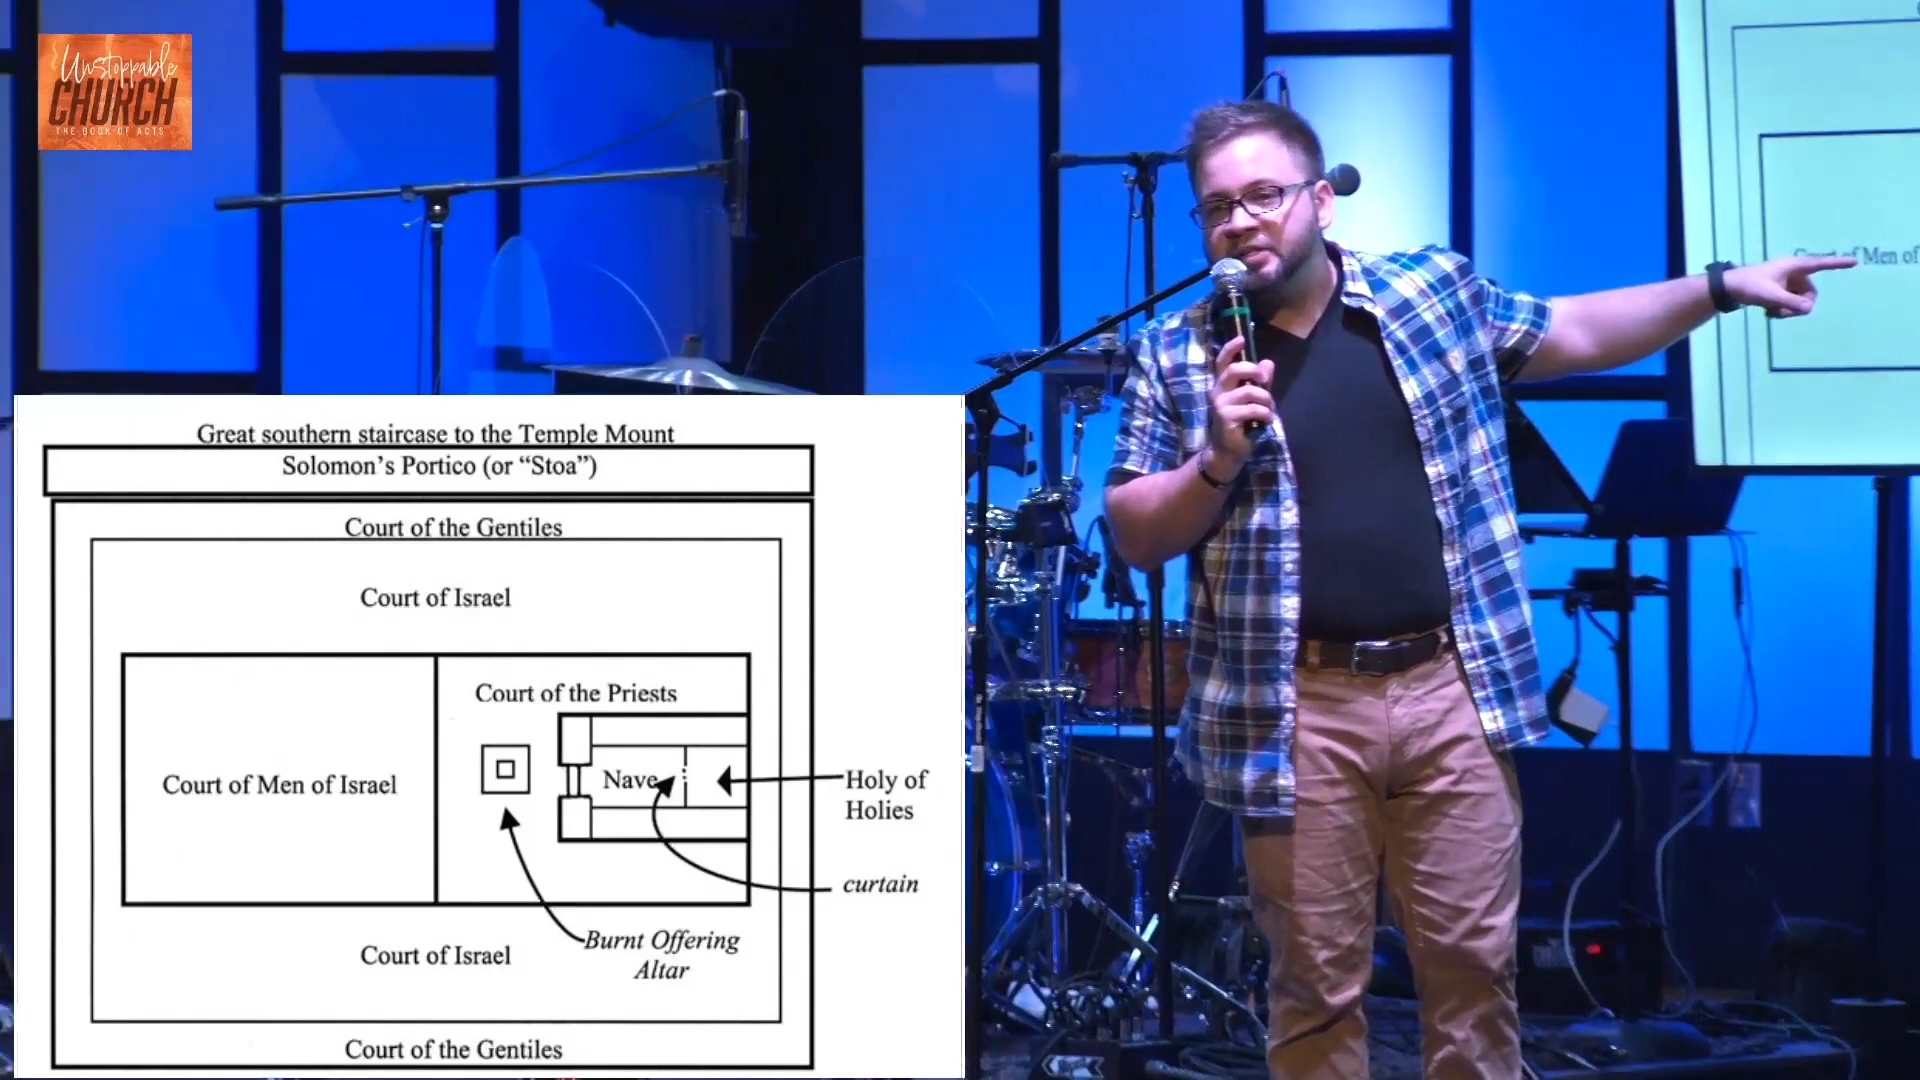 Unstoppable
CHURCH
THE BOOK OF ACTS
Great southern staircase to the Temple Mount
Solomon's Portico (or “Stoa”)
Court of the Gentiles
Court of Israel
Court of the Priests
Court of Men of Israel
Nave
Holy of
Holies
curtain
Burnt Offering
Altar
Court of Israel
Court of the Gentiles
Court of Men of